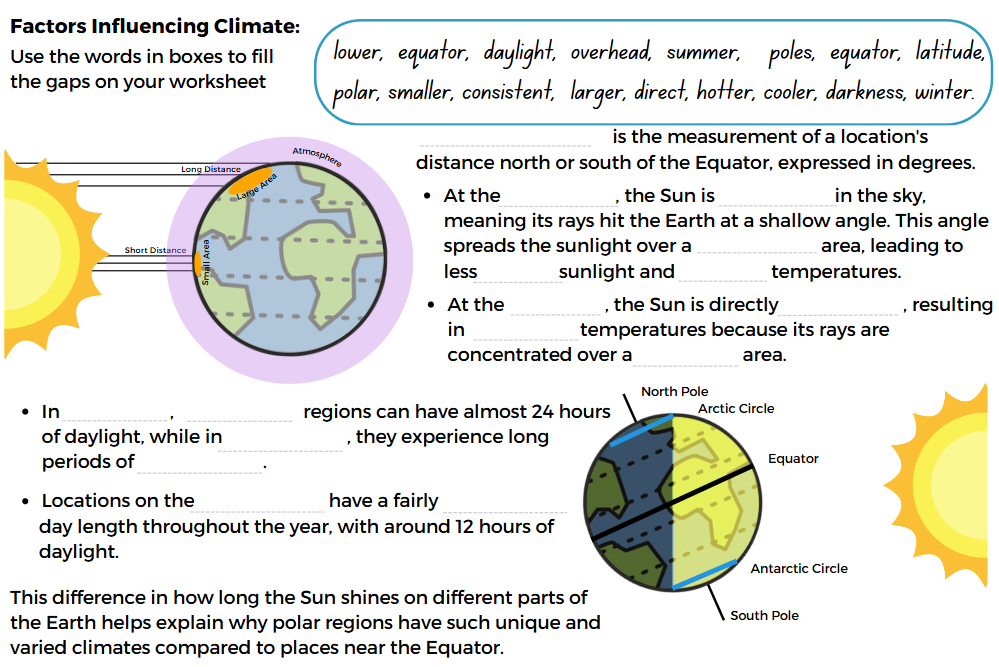 Factors Influencing Climate:
Use the words in boxes to fill
the gaps on your worksheet
lower, equator, daylight, overhead, summer, poles, equator, latitude,
polar, smaller, consistent, larger, direct, hotter, cooler, darkness, winter.
is the measurement of a location's
distance north or south of the Equator, expressed in degrees.
• At the , the Sun is in the sky,
meaning its rays hit the Earth at a shallow angle. This angle
spreads the sunlight over a area, leading to
less sunlight and temperatures.
• At the , the Sun is directly , resulting
in temperatures because its rays are
concentrated over a area.
Atmosphere
Long Distance
Large Area
Short Distance
Small Area
• In , regions can have almost 24 hours
of daylight, while in , they experience long
periods of .
• Locations on the have a fairly
day length throughout the year, with around 12 hours of
daylight.
This difference in how long the Sun shines on different parts of
the Earth helps explain why polar regions have such unique and
varied climates compared to places near the Equator.
North Pole
Arctic Circle
Equator
Antarctic Circle
South Pole